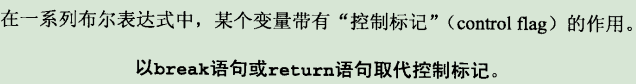 在一系列布尔表达式中，某个变量带有“控制标记”（control flag）的作用。
以break语句或return语句取代控制标记。